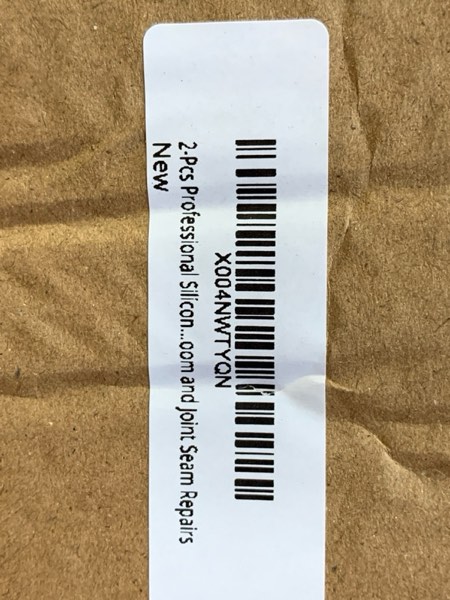 X004NWTYQN
2-Pcs Professional Silicon...oom and Joint Seam Repairs
New